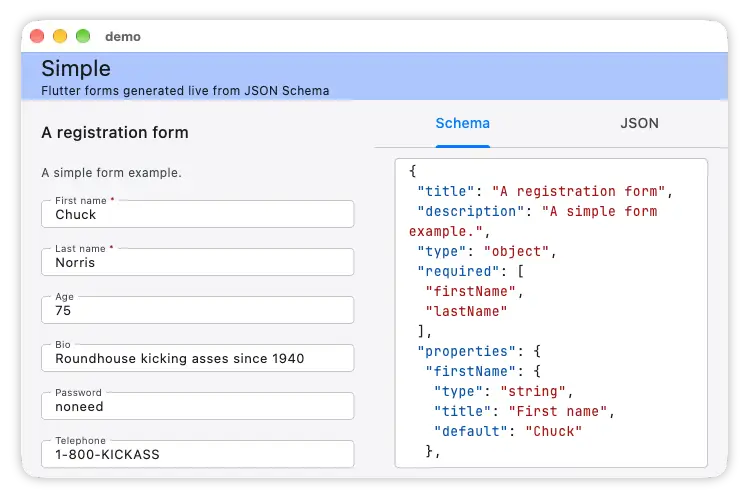 demo
Simple
Flutter forms generated live from JSON Schema
A registration form
A simple form example.
First name *
Chuck
Last name *
Norris
Age
75
Bio
Roundhouse kicking asses since 1940
Password
noneed
Telephone
1-800-KICKASS
Schema
JSON
{
"title": "A registration form",
"description": "A simple form
example.",
"type": "object",
"required": [
"firstName",
"lastName"
],
"properties": {
"firstName": {
"type": "string",
"title": "First name",
"default": "Chuck"
},